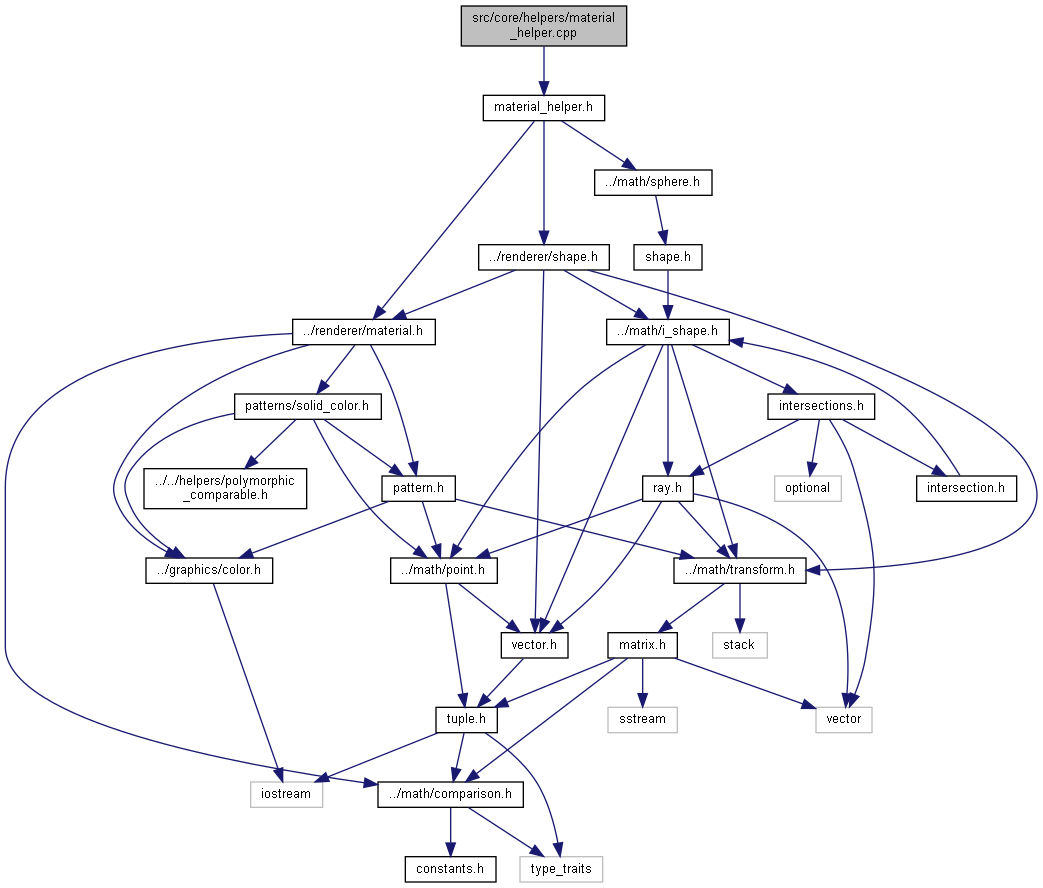 src/core/helpers/material
_helper.cpp
material_helper.h
../math/sphere.h
../renderer/shape.h
shape.h
../renderer/material.h
../math/i_shape.h
patterns/solid_color.h
intersections.h
../../helpers/polymorphic
_comparable.h
pattern.h
ray.h
optional
intersection.h
../graphics/color.h
../math/point.h
../math/transform.h
vector.h
matrix.h
stack
tuple.h
sstream
vector
iostream
../math/comparison.h
constants.h
type_traits